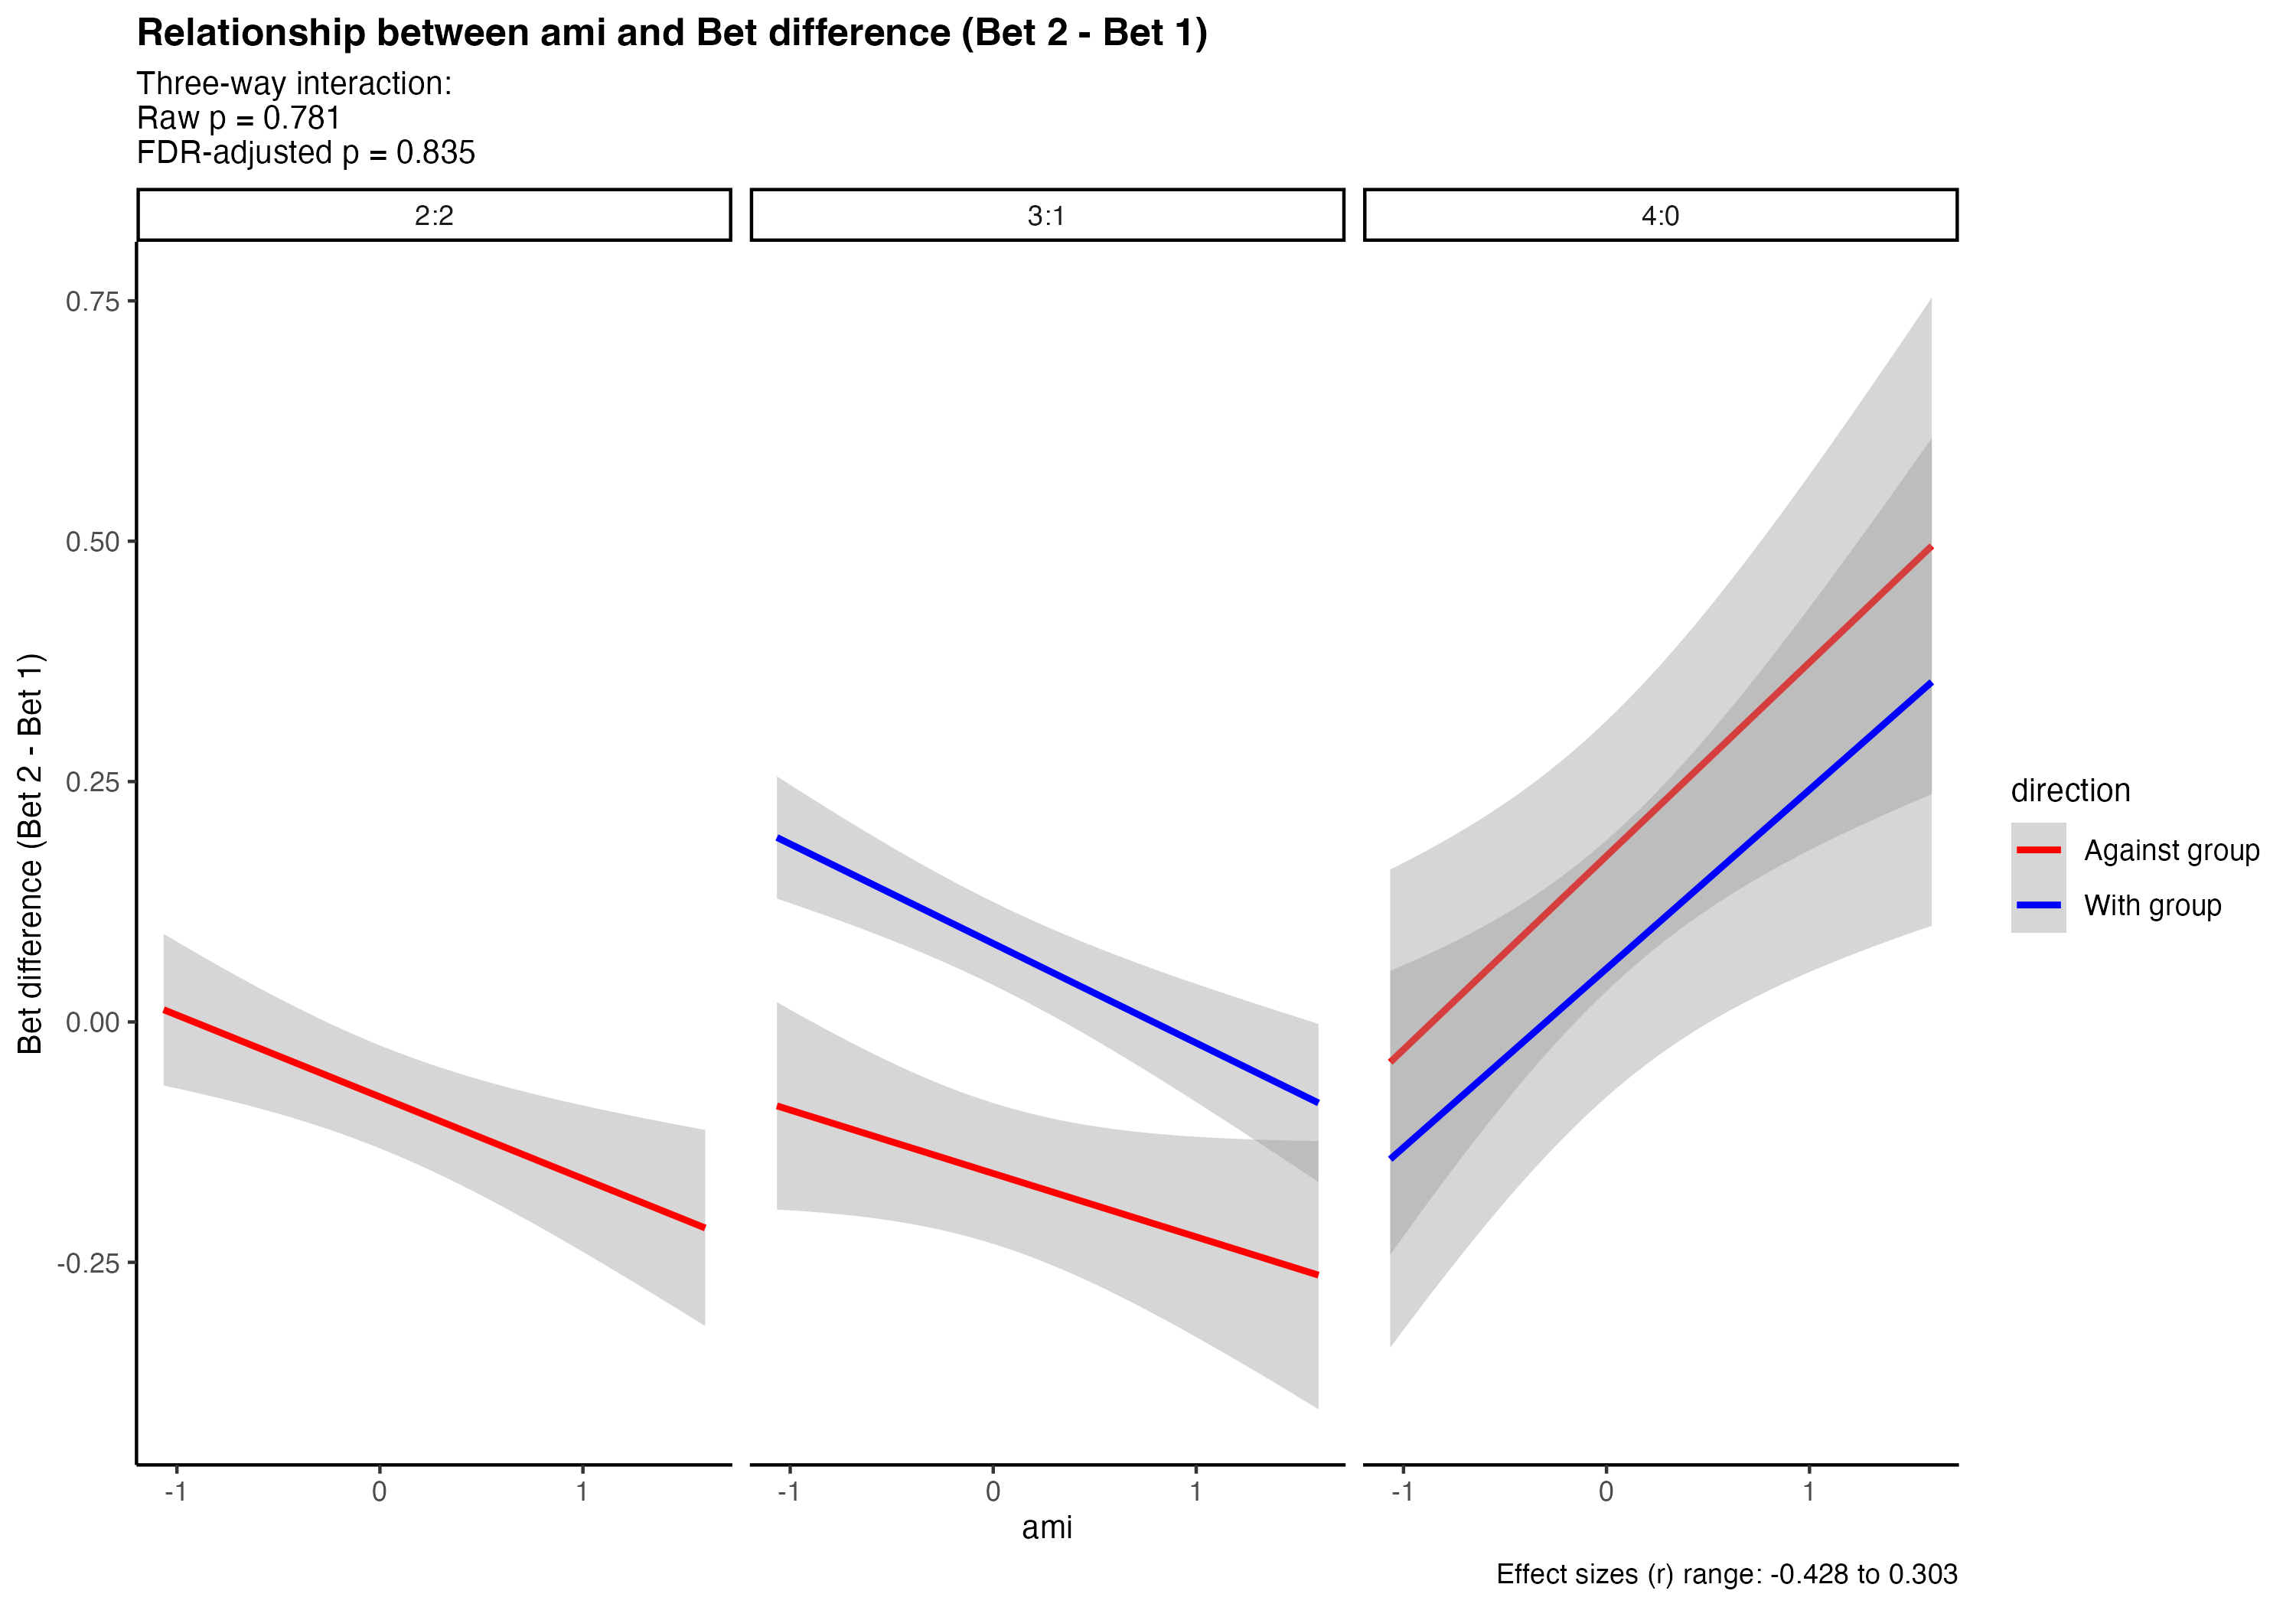 Relationship between ami and Bet difference (Bet 2 - Bet 1)
Three-way interaction:
Raw p = 0.781
FDR-adjusted p = 0.835
2:2
3:1
4:0
0.75
0.50
0.25
0.00
-0.25
Bet difference (Bet 2 - Bet 1)
-1
0
1
-1
0
1
-1
0
1
ami
direction
Against group
With group
Effect sizes (r) range: -0.428 to 0.303